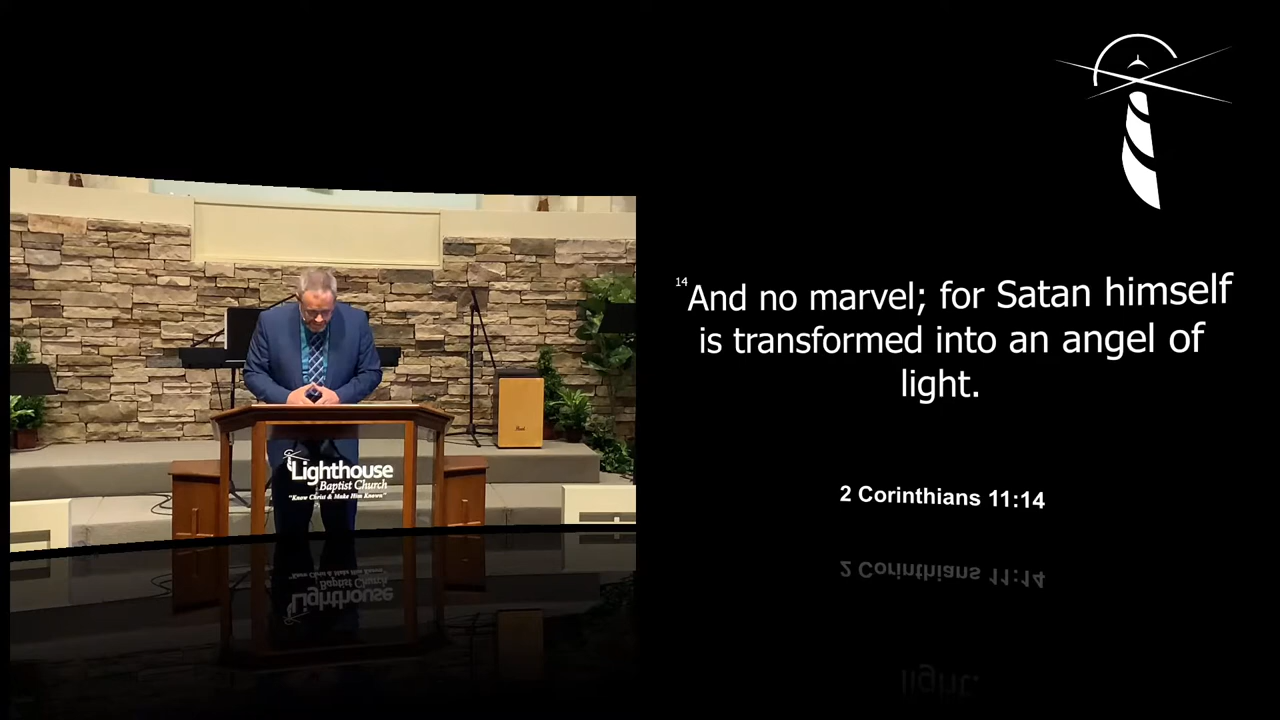 14And no marvel; for Satan himself
is transformed into an angel of
light.
2 Corinthians 11:14
Lighthouse
Baptist Church
"Know Christ & Make Him Known"